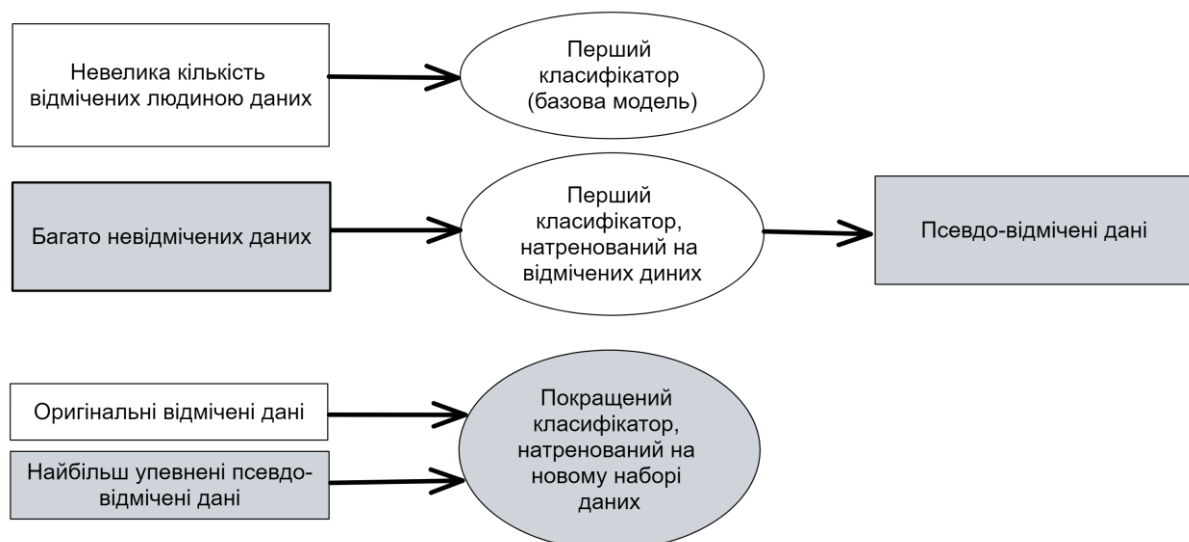 Невелика кількість
відмічених людиною даних
Перший
класифікатор
(базова модель)
Багато невідмічених даних
Перший
класифікатор,
натренований на
відмічених диних
Псевдо-відмічені дані
Оригінальні відмічені дані
Найбільш упевнені псевдо-
відмічені дані
Покращений
класифікатор,
натренований на
новому наборі
даних